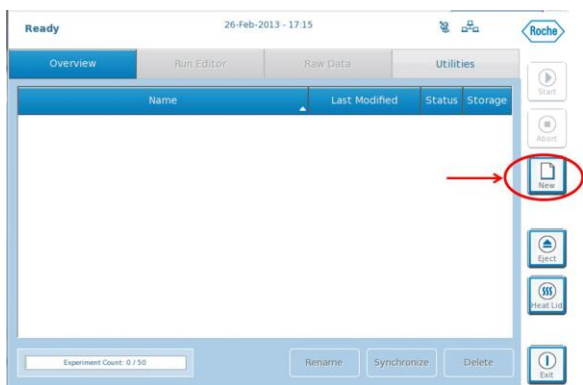 Ready 26-Feb-2013 - 17:15 Roche
Overview Run Editor Raw Data Utilities
Name Last Modified Status Storage
Start
Abort
New
Eject
Heat Lid
Experiment Count: 0 / 50 Rename Synchronize Delete
Exit